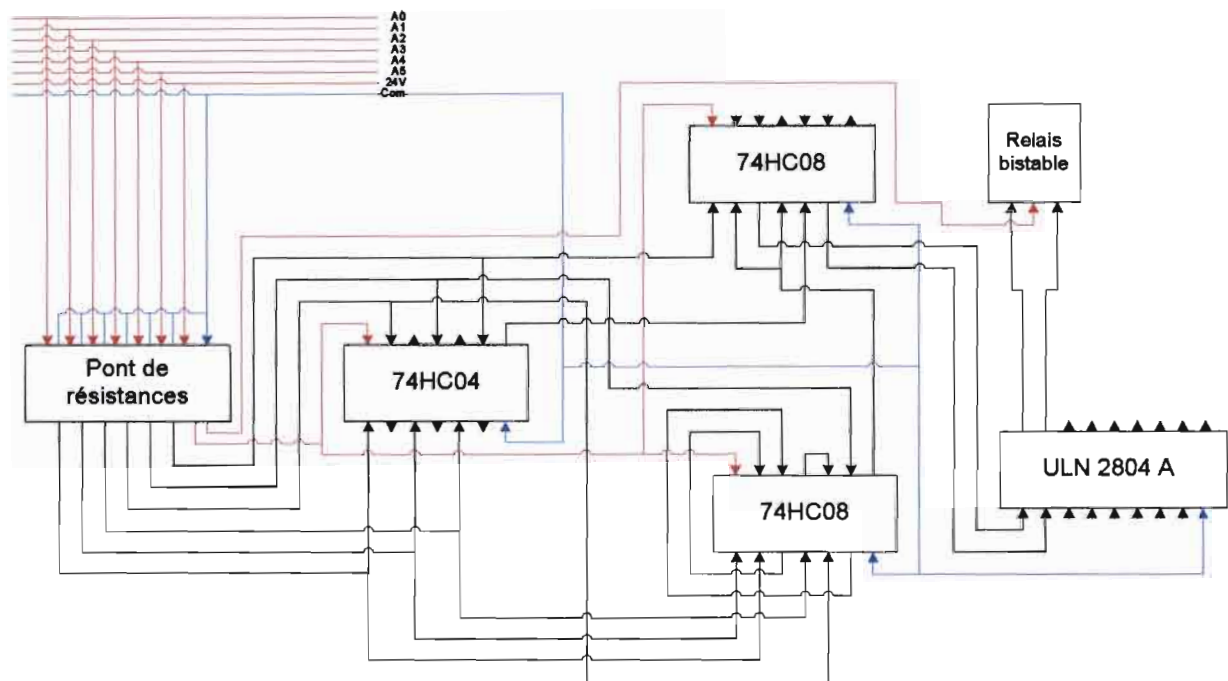 A0
A1
A2
A3
A4
A5
24V
Com
74HC08
Relais
bistable
Pont de
résistances
74HC04
ULN 2804 A
74HC08